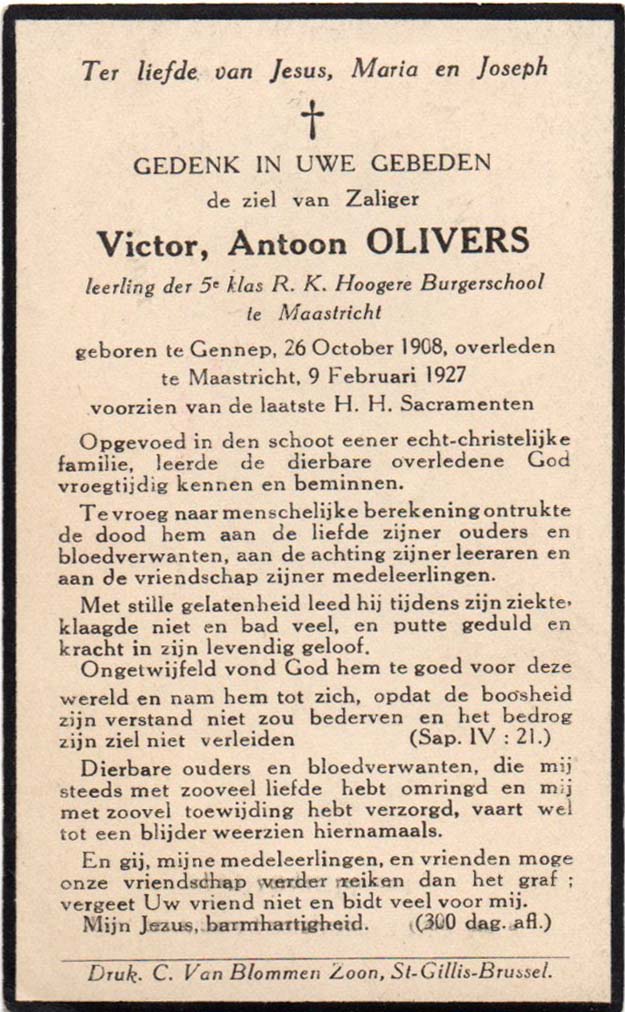 Ter liefde van Jesus, Maria en Joseph
GEDENK IN UWE GEBEDEN
de ziel van Zaliger
Victor, Antoon OLIVERS
leerling der 5e klas R. K. Hoogere Burgerschool
te Maastricht
geboren te Gennep, 26 October 1908, overleden
te Maastricht, 9 Februari 1927
voorzien van de laatste H. H. Sacramenten
Opgevoed in den schoot eener echt-christelijke
familie, leerde de dierbare overledene God
vroegtijdig kennen en beminnen.
Te vroeg naar menschelijke berekening ontrukte
de dood hem aan de liefde zijner ouders en
bloedverwanten, aan de achting zijner leeraren en
aan de vriendschap zijner medeleerlingen.
Met stille gelatenheid leed hij tijdens zijn ziekte,
klaagde niet en bad veel, en putte geduld en
kracht in zijn levendig geloof.
Ongetwijfeld vond God hem te goed voor deze
wereld en nam hem tot zich, opdat de boosheid
zijn verstand niet zou bederven en het bedrog
zijn ziel niet verleiden (Sap. IV : 21.)
Dierbare ouders en bloedverwanten, die mij
steeds met zooveel liefde hebt omringd en mij
met zoovel toewijding hebt verzorgd, vaart wel
tot een blijder weerzien hiernamaals.
En gij, mijne medeleerlingen, en vrienden moge
onze vriendschap verder reiken dan het graf ;
vergeet Uw vriend niet en bidt veel voor mij.
Mijn Jezus, barmhartigheid. (300 dag. afl.)
Druk. C. Van Blommen Zoon, St-Gillis-Brussel.